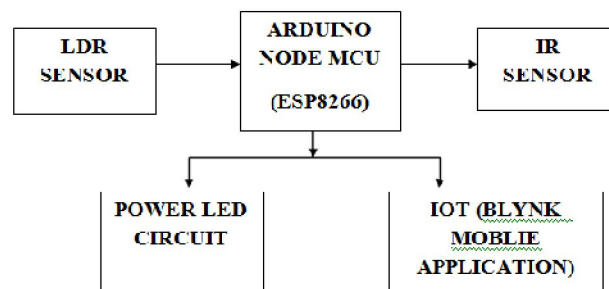 LDR
SENSOR
ARDUINO
NODE MCU
(ESP8266)
IR
SENSOR
POWER LED
CIRCUIT
IOT (BLYNK
MOBLIE
APPLICATION)